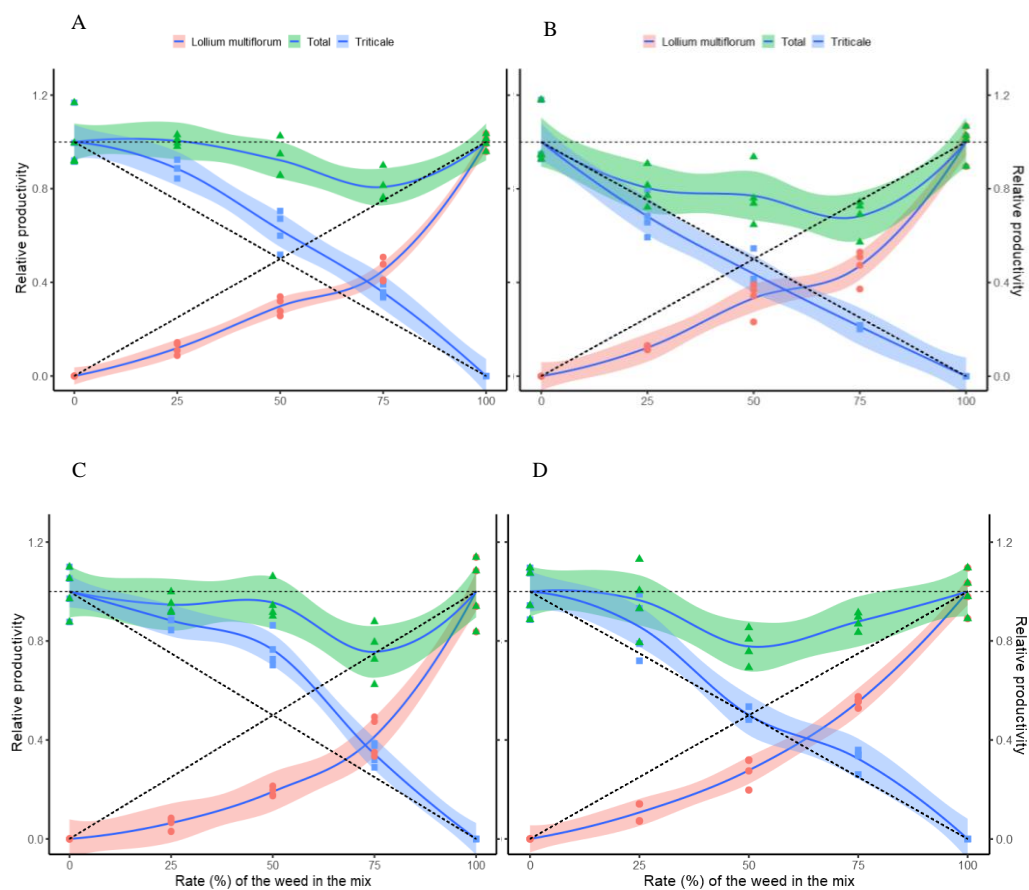 A
B
Lollium multiflorum Total Triticale
Lollium multiflorum Total Triticale
1.2
0.8
0.4
0.0
Relative productivity
0 25 50 75 100
1.2
0.8
0.4
0.0
Relative productivity
0 25 50 75 100
C
D
1.2
0.8
0.4
0.0
Relative productivity
0 25 50 75 100
Rate (%) of the weed in the mix
1.2
0.8
0.4
0.0
Relative productivity
0 25 50 75 100
Rate (%) of the weed in the mix